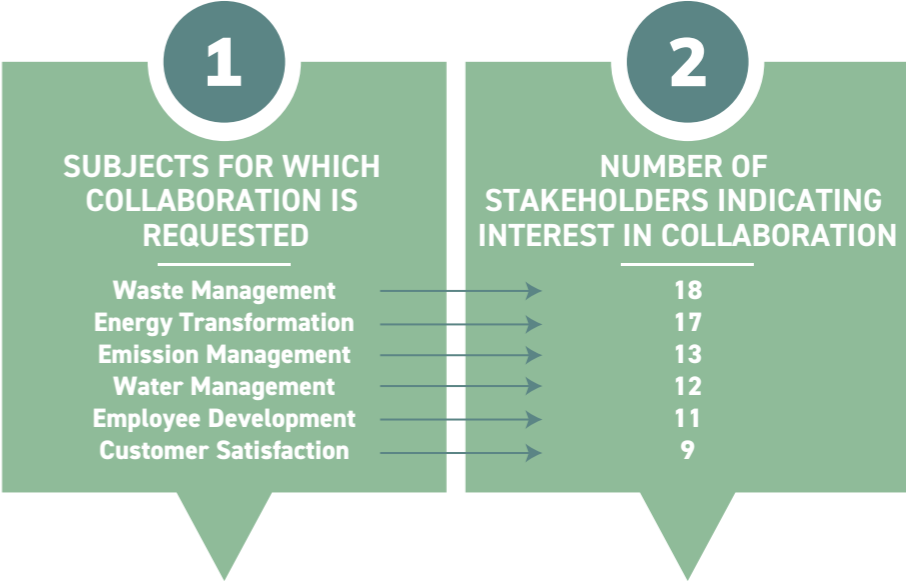 1
SUBJECTS FOR WHICH
COLLABORATION IS
REQUESTED
Waste Management
Energy Transformation
Emission Management
Water Management
Employee Development
Customer Satisfaction
2
NUMBER OF
STAKEHOLDERS INDICATING
INTEREST IN COLLABORATION
18
17
13
12
11
9